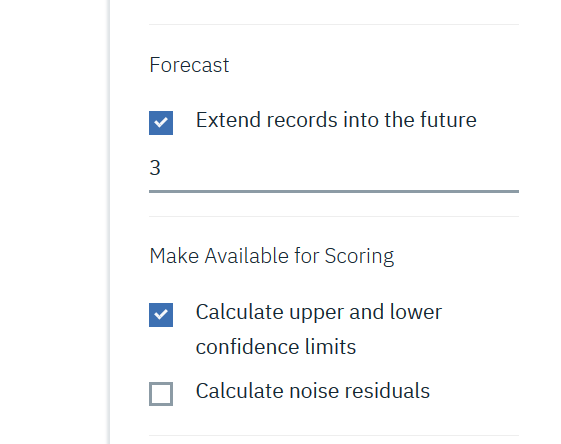 Forecast
Extend records into the future
3
Make Available for Scoring
Calculate upper and lower
confidence limits
Calculate noise residuals